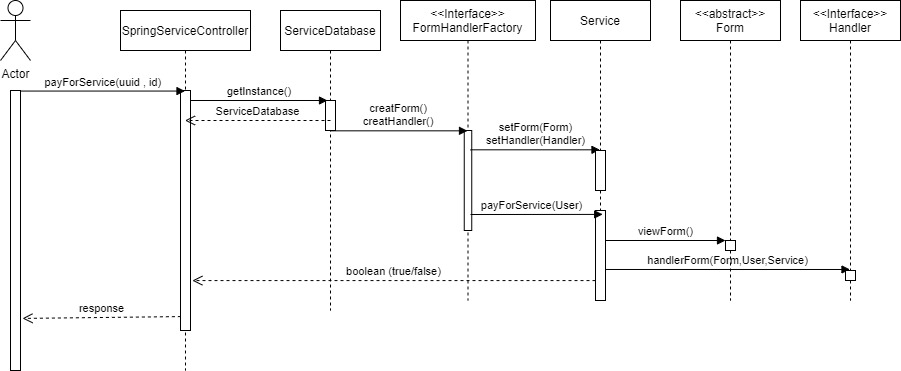 <<Interface>>
<<abstract>>
<<Interface>>
SpringServiceController
ServiceDatabase
FormHandlerFactory
Service
Form
Handler
Actor
payForService(uuid , id)
getInstance()
ServiceDatabase
creatForm()
creatHandler()
setForm(Form)
setHandler(Handler)
payForService(User)
viewForm()
handlerForm(Form,User,Service)
boolean (true/false)
response